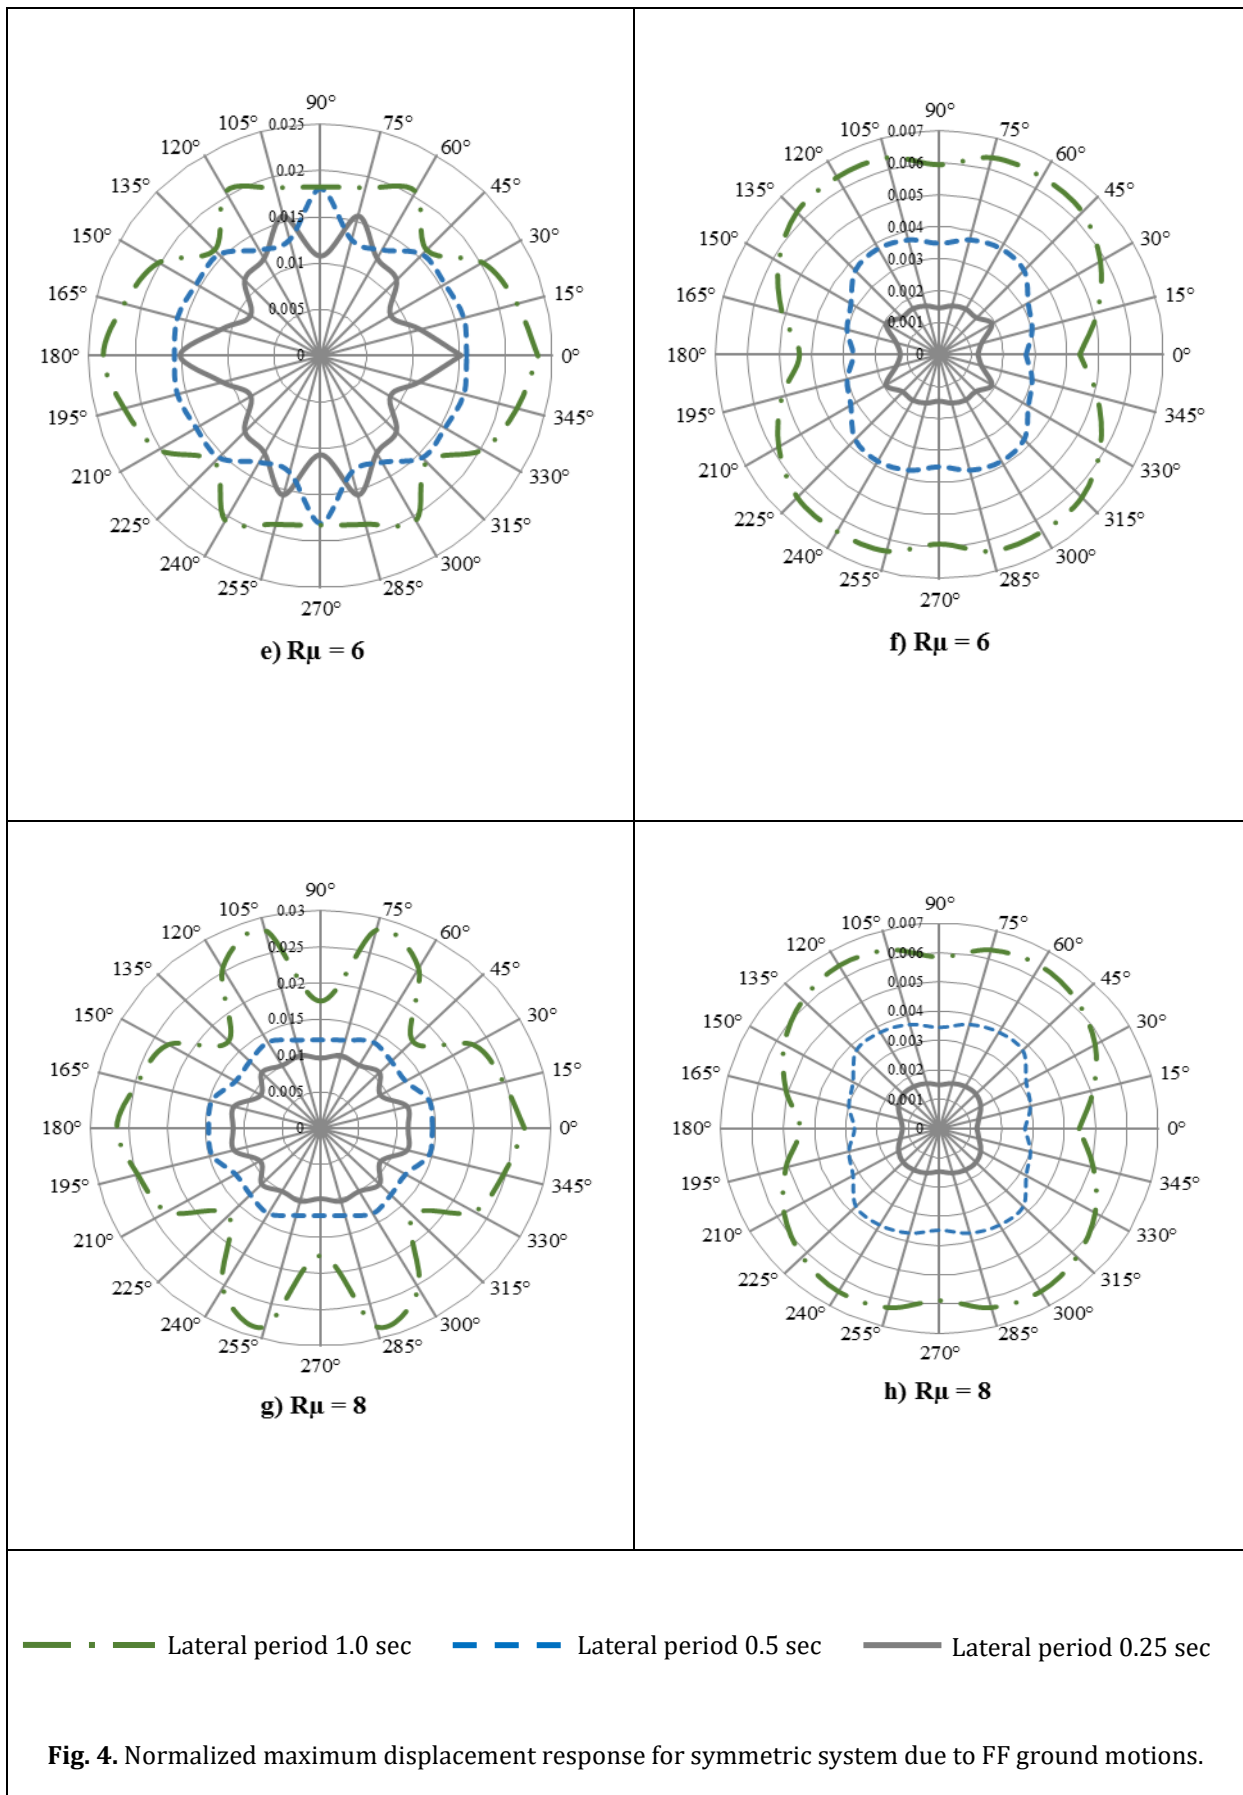 90°
105° 0.025 75°
120° 60°
0.02
135° 45°
0.015
150° 30°
0.01
165° 15°
0.005
180° 0 0°
195° 345°
210° 330°
225° 315°
240° 300°
255° 285°
270°
e) Rμ = 6
90°
105° 0.007 75°
120° 0.006 60°
135° 0.005 45°
0.004
150° 0.003 30°
0.002
165° 0.001 15°
180° 0 0°
195° 345°
210° 330°
225° 315°
240° 300°
255° 285°
270°
f) Rμ = 6
90°
105° 0.03 75°
120° 0.025 60°
135° 0.02 45°
150° 0.015 30°
0.01
165° 0.005 15°
180° 0 0°
195° 345°
210° 330°
225° 315°
240° 300°
255° 285°
270°
g) Rμ = 8
90°
105° 0.007 75°
120° 0.006 60°
135° 0.005 45°
0.004
150° 0.003 30°
165° 0.002 15°
0.001
180° 0 0°
195° 345°
210° 330°
225° 315°
240° 300°
255° 285°
270°
h) Rμ = 8
Lateral period 1.0 sec Lateral period 0.5 sec Lateral period 0.25 sec
Fig. 4. Normalized maximum displacement response for symmetric system due to FF ground motions.